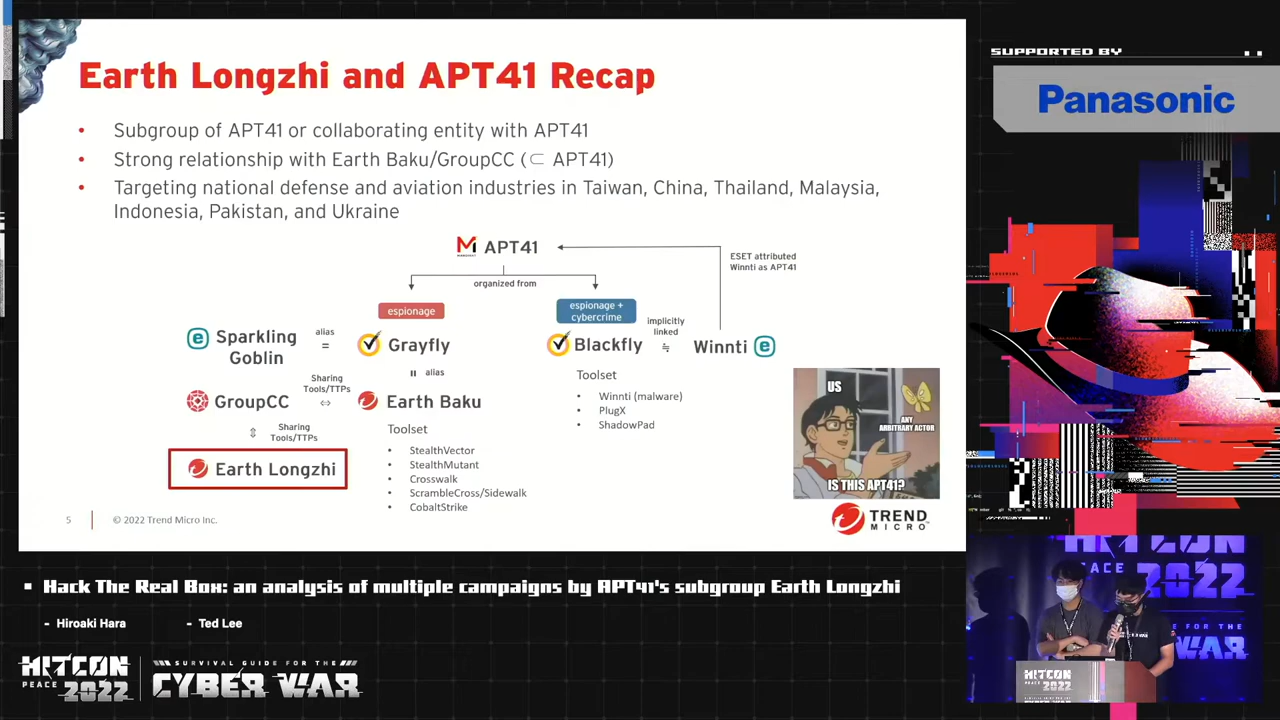 Earth Longzhi and APT41 Recap
• Subgroup of APT41 or collaborating entity with APT41
• Strong relationship with Earth Baku/GroupCC (⊂ APT41)
• Targeting national defense and aviation industries in Taiwan, China, Thailand, Malaysia,
Indonesia, Pakistan, and Ukraine
APT41
ESET attributed
Winnti as APT41
organized from
espionage
espionage +
cybercrime
implicitly
linked
≒
Sparkling
Goblin
alias
=
Grayfly
Blackfly
Winnti
e
e
alias
=
Sharing
Tools/TTPs
⇔
GroupCC
Earth Baku
Sharing
Tools/TTPs
⇕
Earth Longzhi
Toolset
• StealthVector
• StealthMutant
• Crosswalk
• ScrambleCross/Sidewalk
• CobaltStrike
Toolset
• Winnti (malware)
• PlugX
• ShadowPad
US
ANY
ARBITRARY ACTOR
IS THIS APT41?
5
© 2022 Trend Micro Inc.
TREND
MICRO™
SUPPORTED BY
Panasonic
▪ Hack The Real Box: an analysis of multiple campaigns by APT41's subgroup Earth Longzhi
- Hiroaki Hara
- Ted Lee
HITCON
PEACE 2022
SURVIVAL GUIDE FOR THE
CYBER WAR
HITCON
PEACE 2022
WAR
HITCON
2022